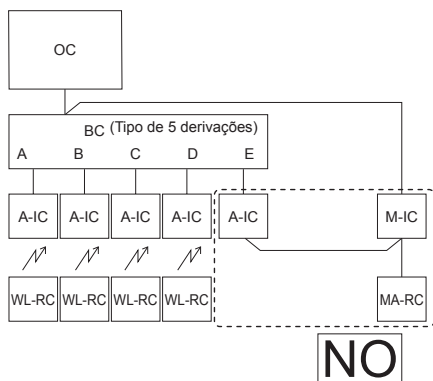 OC
BC (Tipo de 5 derivações)
A B C D E
A-IC A-IC A-IC A-IC A-IC M-IC
WL-RC WL-RC WL-RC WL-RC MA-RC
NO